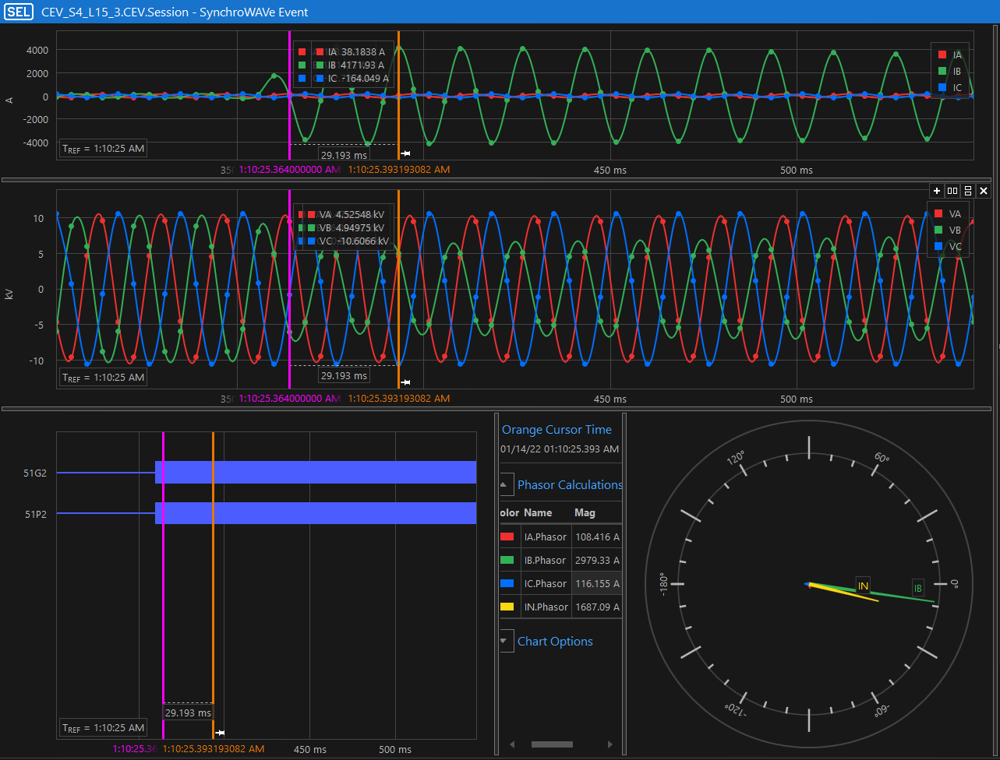 SEL CEV_S4_L15_3.CEV.Session - SynchroWAVe Event
4000
2000
0
-2000
-4000
A
IA 38.1838 A
IB 4171.93 A
IC -164.049 A
IA
IB
IC
TREF = 1:10:25 AM
29.193 ms
1:10:25.364000000 AM
1:10:25.393193082 AM
450 ms
500 ms
10
5
0
-5
-10
kV
VA 4.52548 kV
VB 4.94975 kV
VC -10.6066 kV
VA
VB
VC
TREF = 1:10:25 AM
29.193 ms
1:10:25.364000000 AM
1:10:25.393193082 AM
450 ms
500 ms
51G2
51P2
29.193 ms
TREF = 1:10:25 AM
1:10:25.36
1:10:25.393193082 AM
450 ms
500 ms
Orange Cursor Time
01/14/22 01:10:25.393 AM
Phasor Calculations
olor Name Mag
IA.Phasor 108.416 A
IB.Phasor 2979.33 A
IC.Phasor 116.155 A
IN.Phasor 1687.09 A
Chart Options
120°
60°
-180°
IN
IB
0°
-120°
-60°